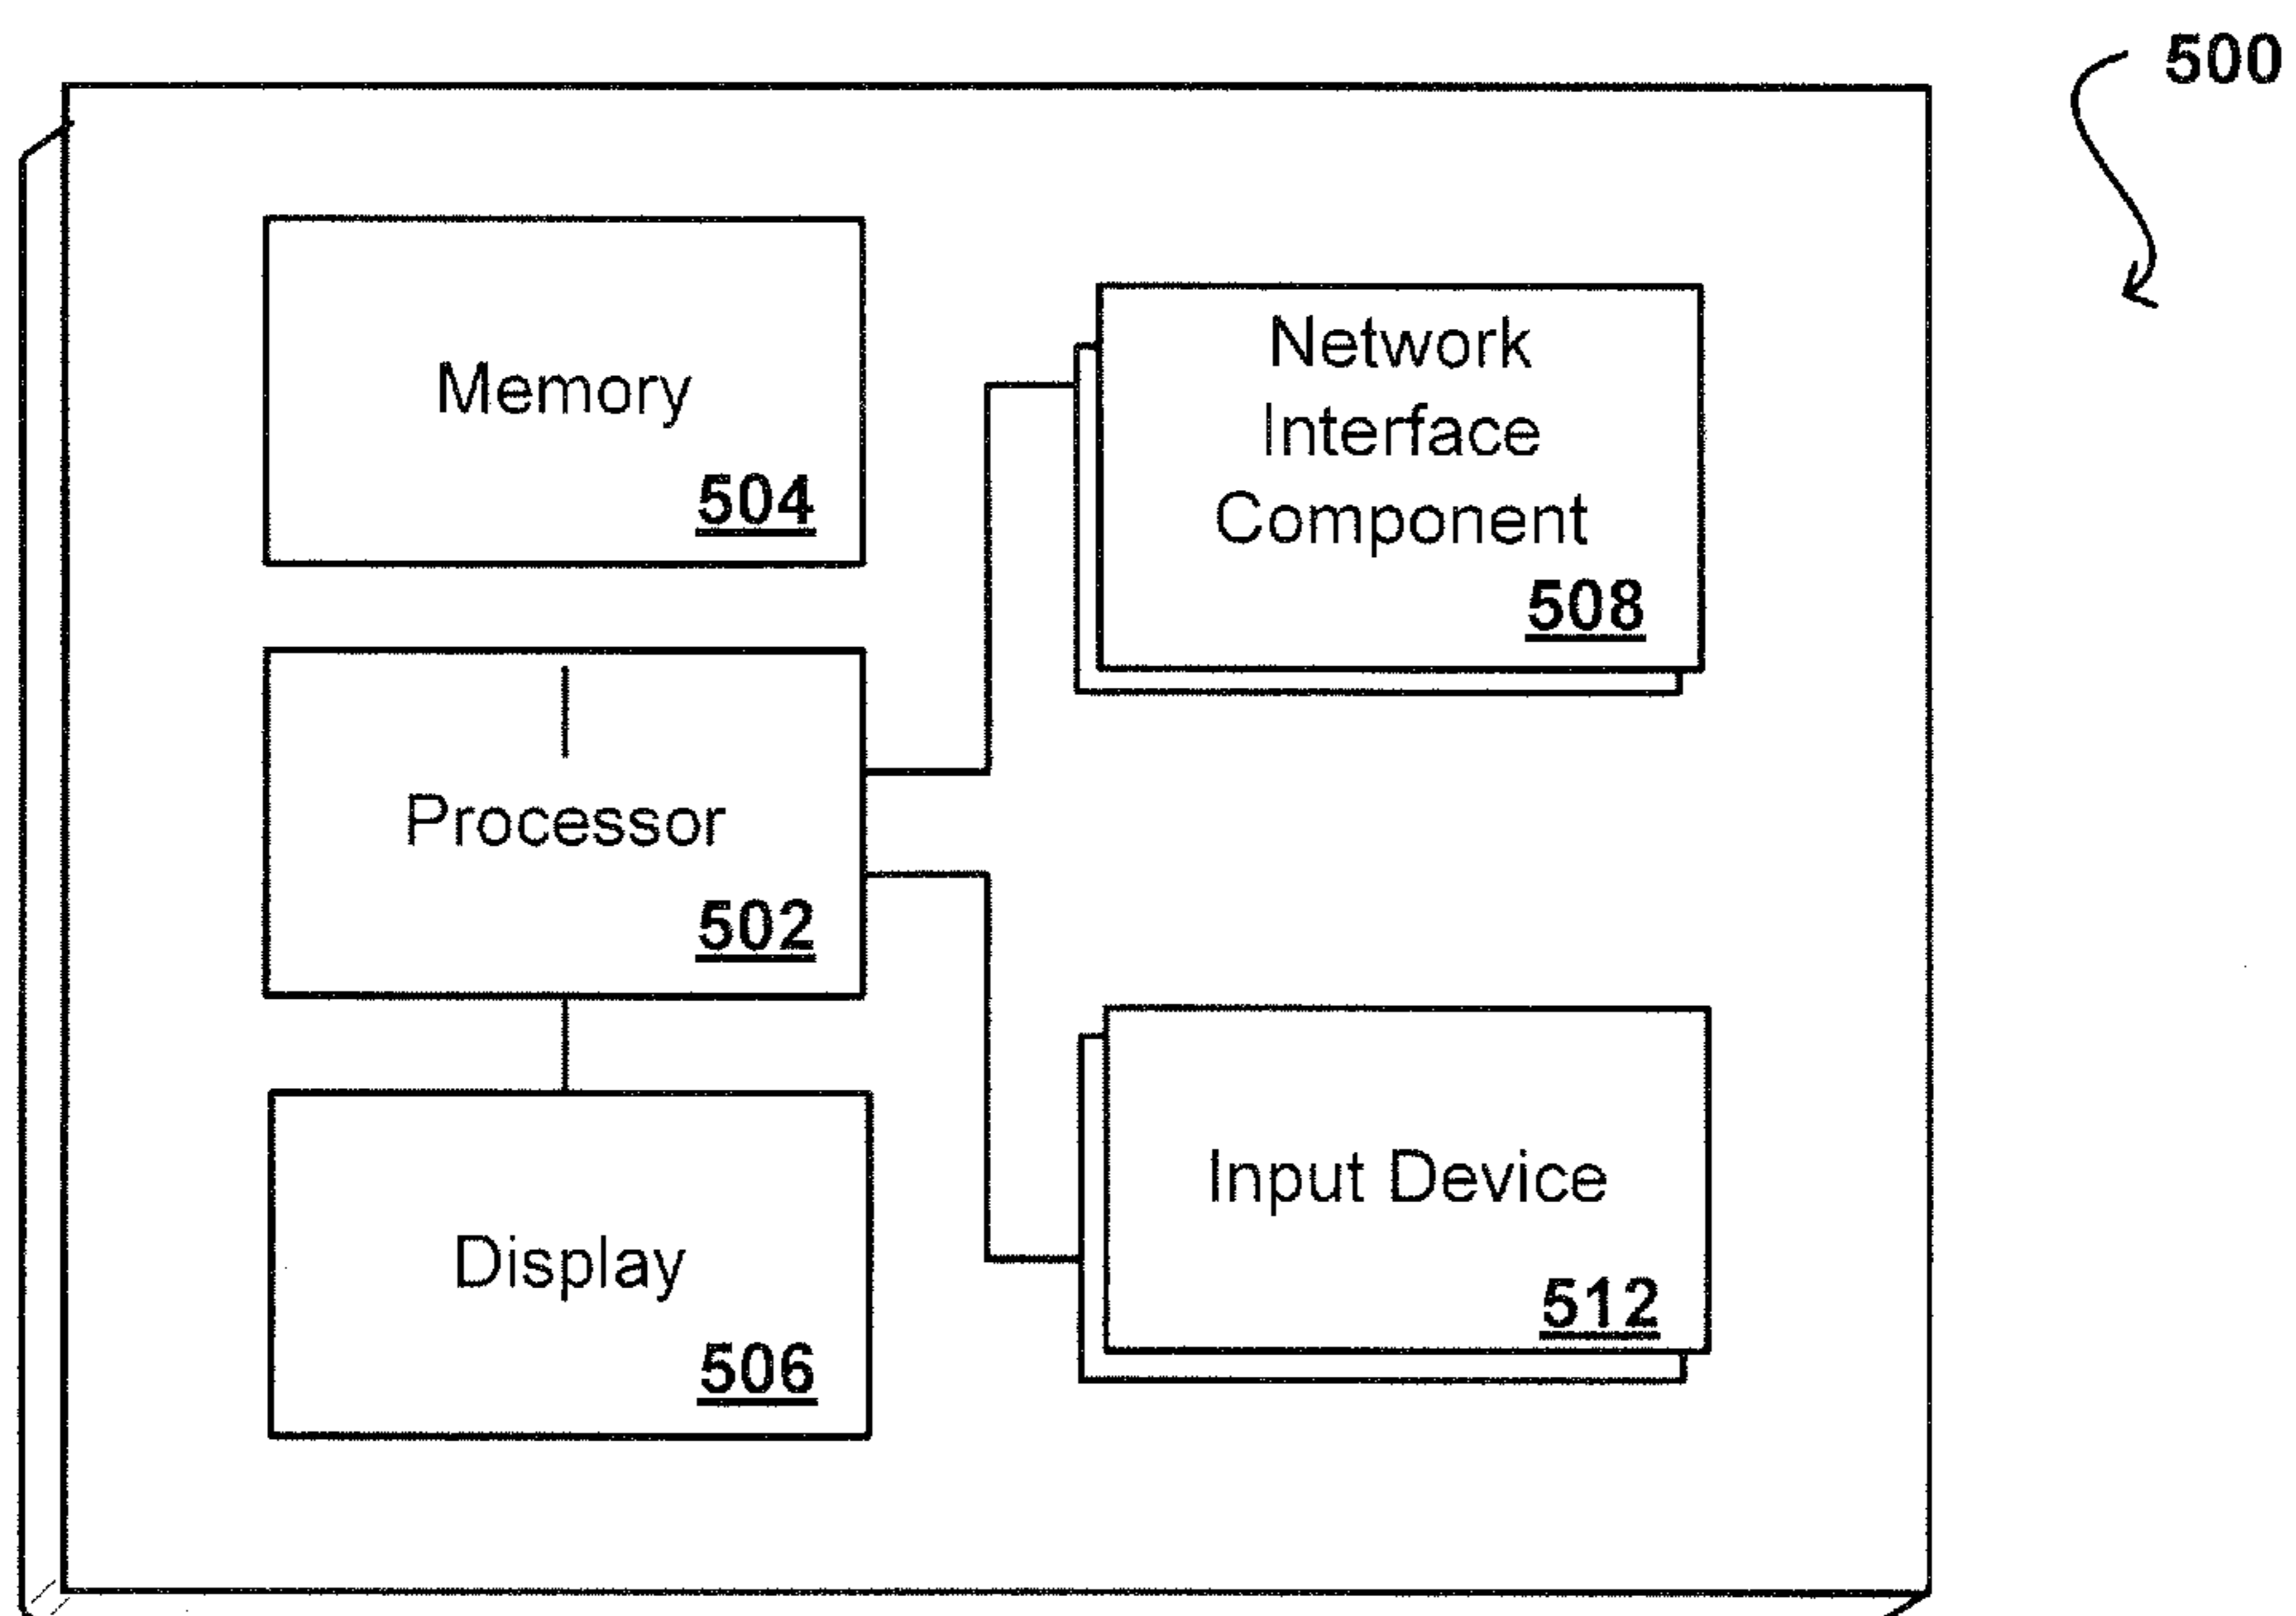 500
Memory
504
Network
Interface
Component
508
Processor
502
Display
506
Input Device
512